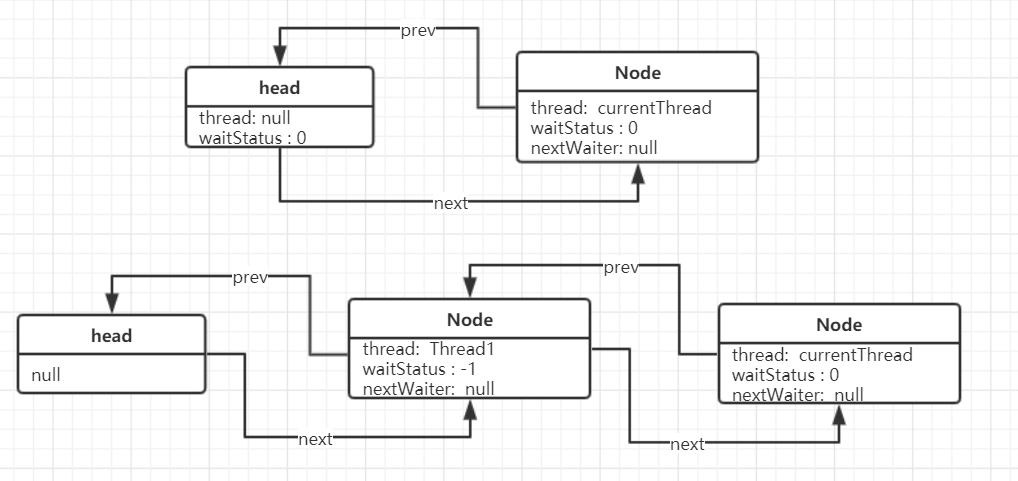 prev
head
thread: null
waitStatus : 0
Node
thread:  currentThread
waitStatus : 0
nextWaiter: null
next
prev
prev
head
null
Node
thread:  Thread1
waitStatus : -1
nextWaiter:  null
Node
thread:  currentThread
waitStatus : 0
nextWaiter:  null
next
next